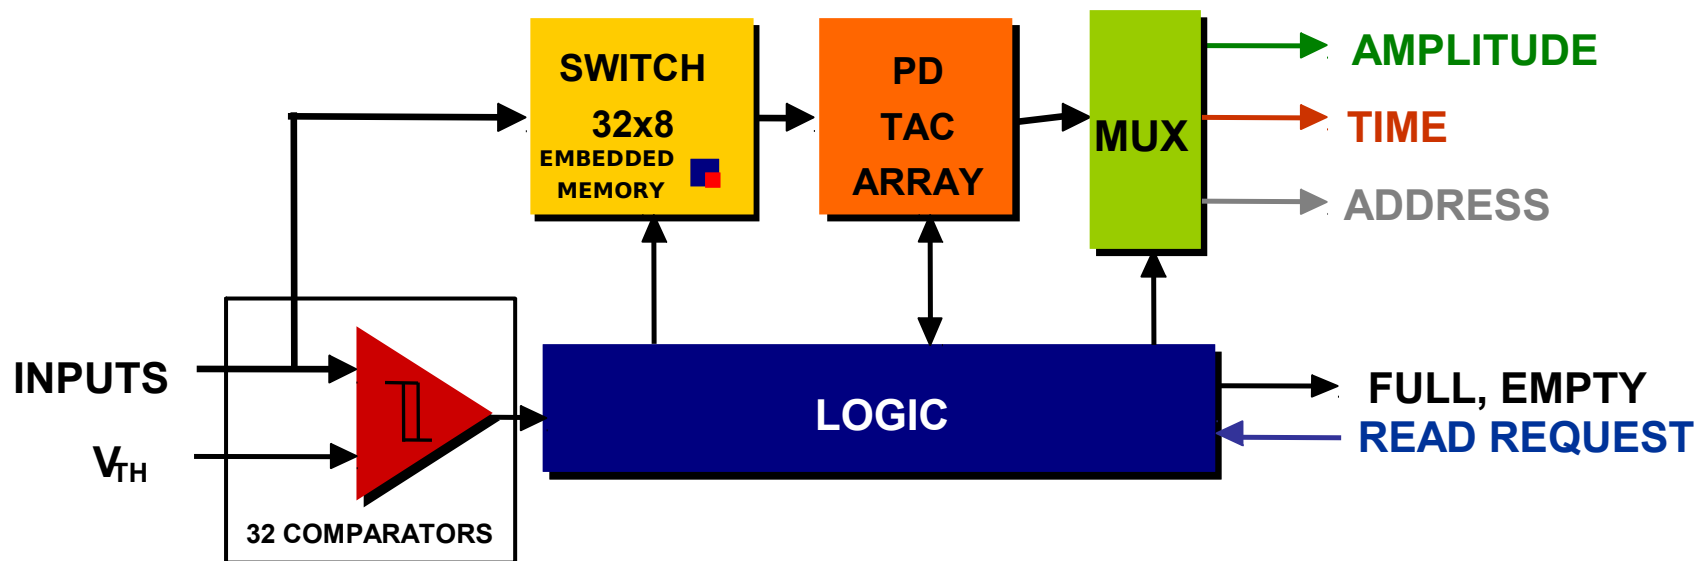 SWITCH
32x8
EMBEDDED
MEMORY
PD
TAC
ARRAY
MUX
AMPLITUDE
TIME
ADDRESS
INPUTS
VTH
32 COMPARATORS
LOGIC
FULL, EMPTY
READ REQUEST